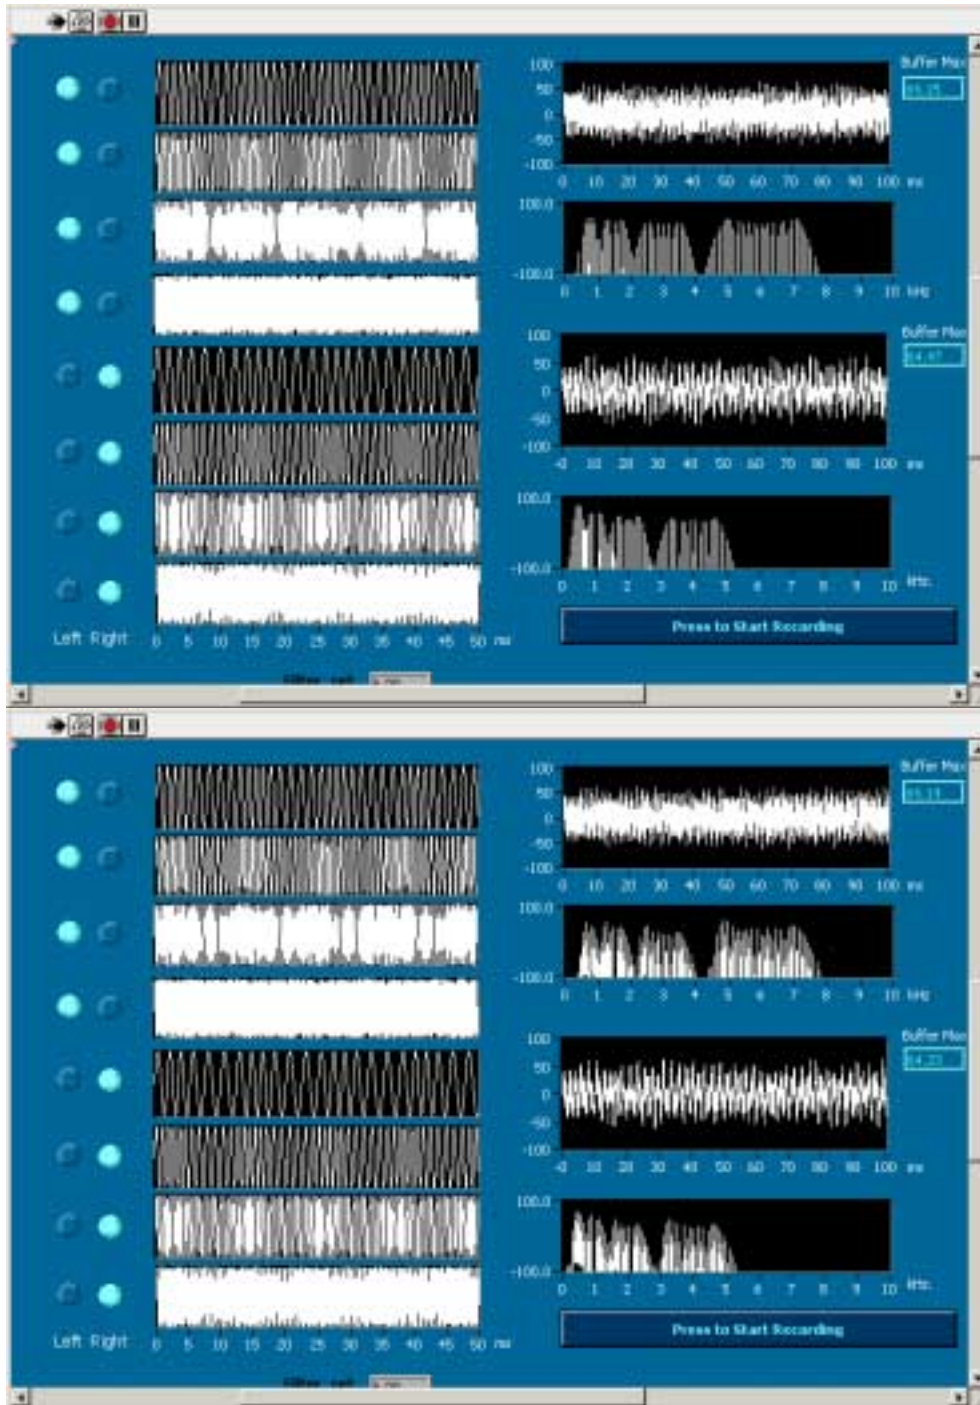 Buffer Max
100
50
0
-50
-100
0 10 20 30 40 50 60 70 80 90 100 ms
100.0
-100.0
0 1 2 3 4 5 6 7 8 9 10 kHz
Buffer Max
100
50
0
-50
-100
-0 10 20 30 40 50 60 70 80 90 100 ms
100.0
-100.0
0 1 2 3 4 5 6 7 8 9 10 kHz
Press to Start Recording
Left Right 0 5 10 15 20 25 30 35 40 45 50 ms
Buffer Max
100
50
0
-50
-100
0 10 20 30 40 50 60 70 80 90 100 ms
100.0
-100.0
0 1 2 3 4 5 6 7 8 9 10 kHz
Buffer Max
100
50
0
-50
-100
-0 10 20 30 40 50 60 70 80 90 100 ms
100.0
-100.0
0 1 2 3 4 5 6 7 8 9 10 kHz
Press to Start Recording
Left Right 0 5 10 15 20 25 30 35 40 45 50 ms